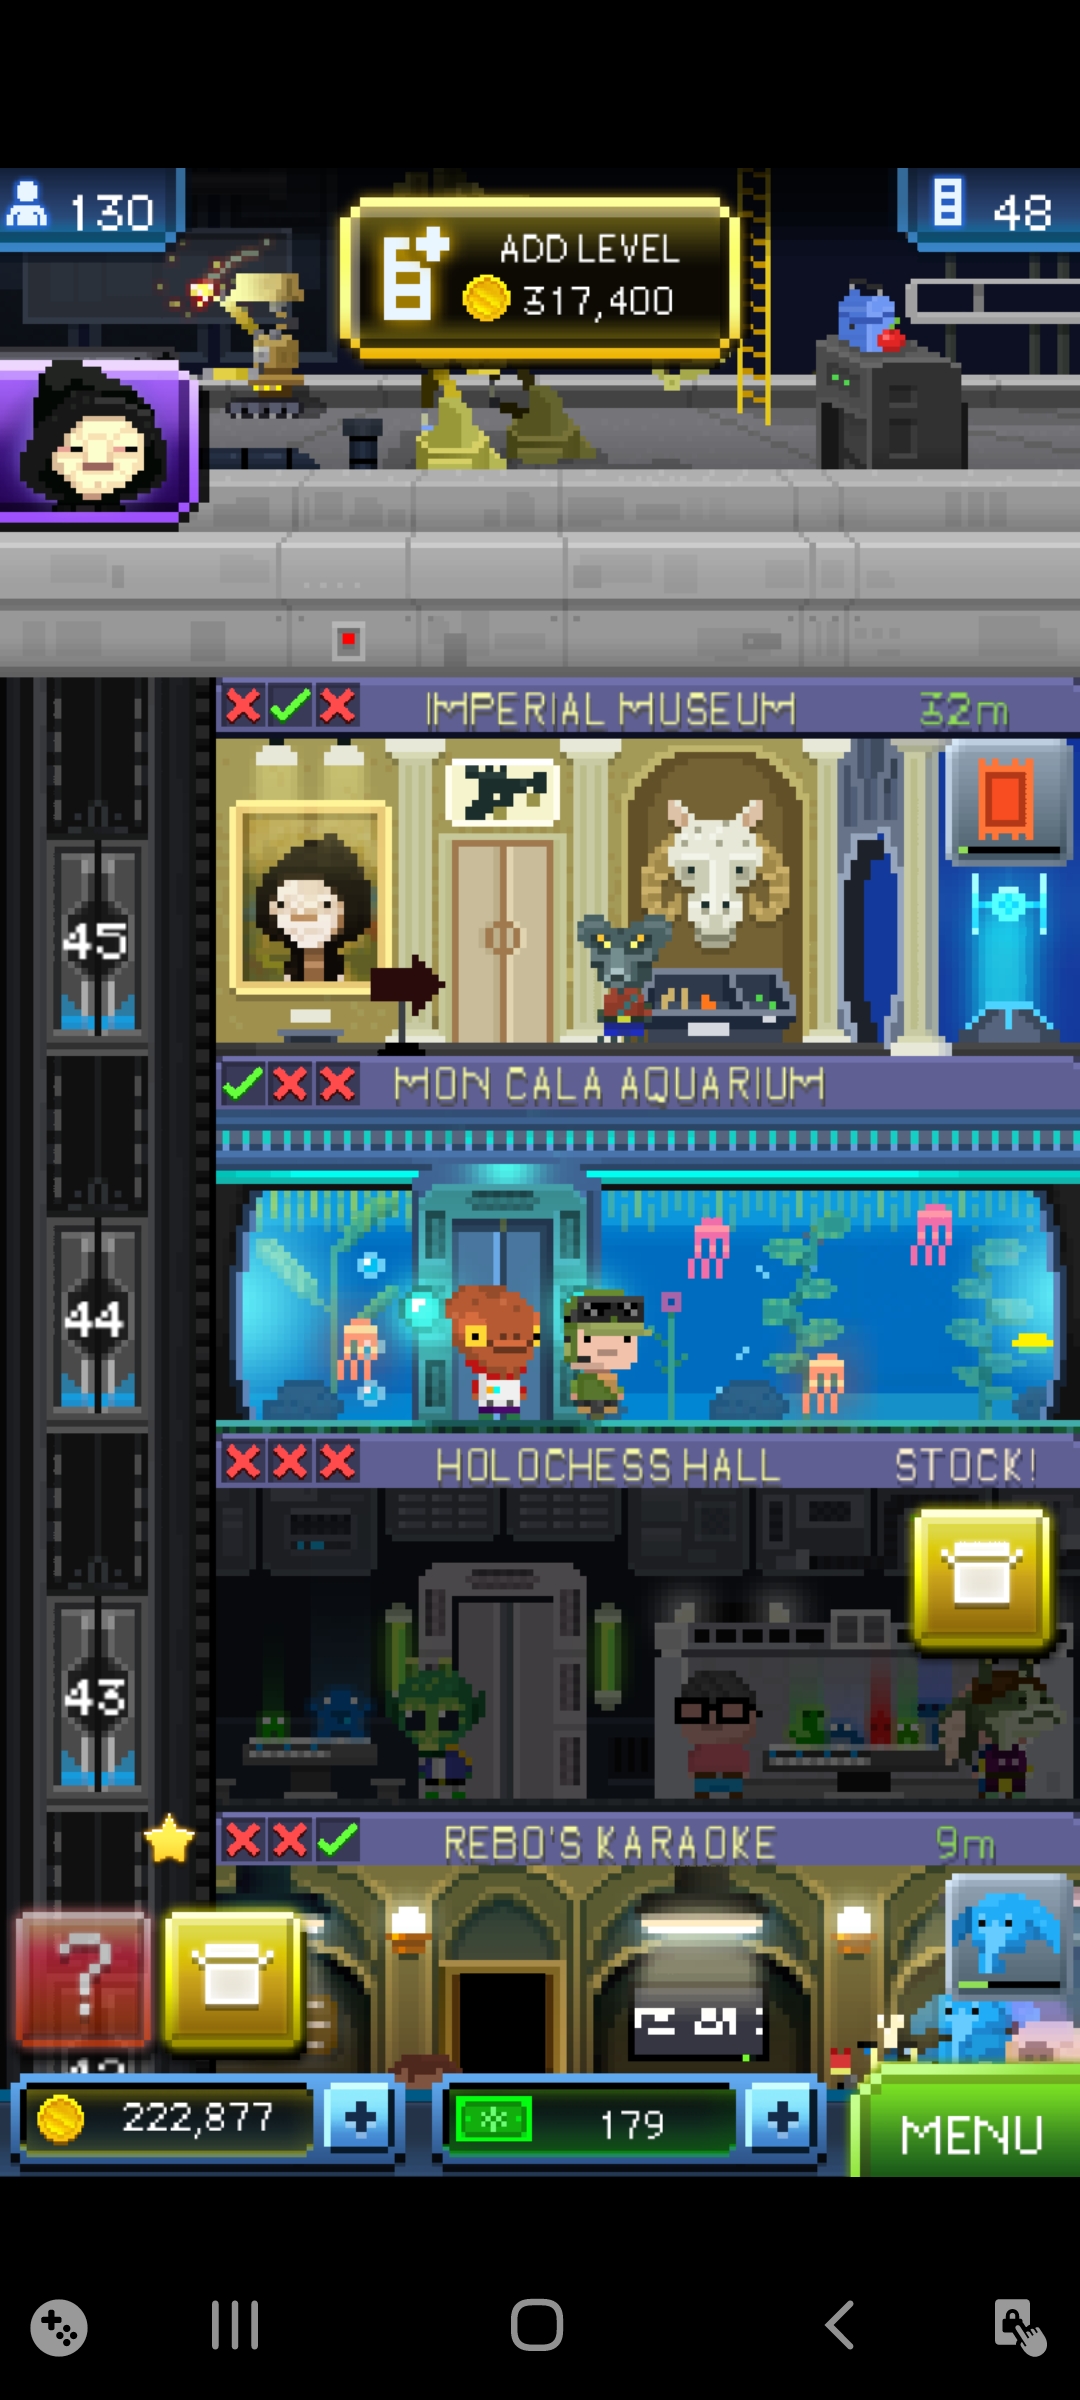 130
ADD LEVEL
317,400
48
IMPERIAL MUSEUM 32m
45
MON CALA AQUARIUM
44
HOLOCHESS HALL STOCK!
43
REBO'S KARAOKE 9m
?
222,877
179
MENU